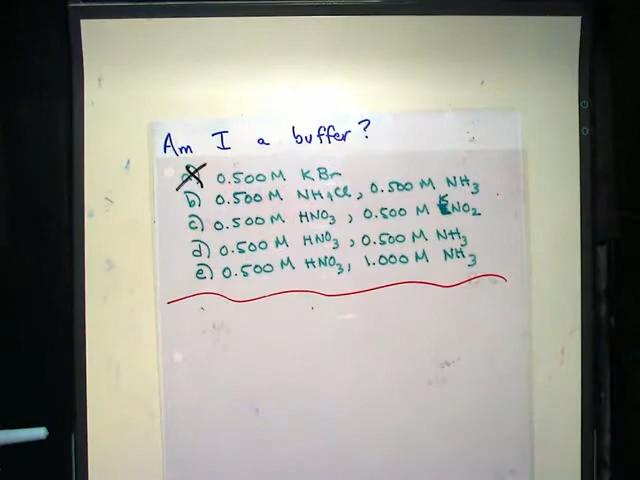 Am I a buffer?
a) 0.500 M KBr
b) 0.500 M NH₄Cl, 0.500 M NH₃
c) 0.500 M HNO₃, 0.500 M KNO₂
d) 0.500 M HNO₃, 0.500 M NH₃
e) 0.500 M HNO₃, 1.000 M NH₃